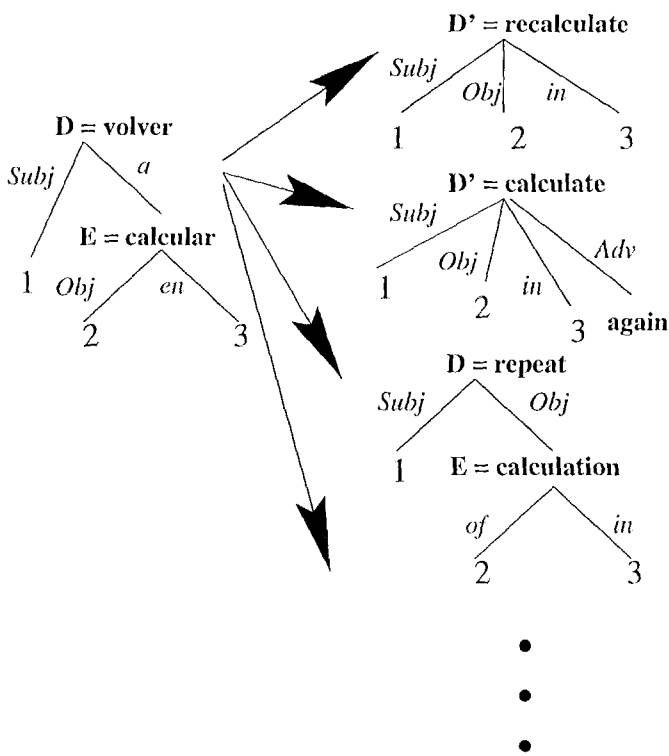 D = volver
Subj a
E = calcular
1 Obj en
2 3
D' = recalculate
Subj Obj in
1 2 3
D' = calculate
Subj Obj in Adv
1 2 3 again
D = repeat
Subj Obj
1 E = calculation
of in
2 3